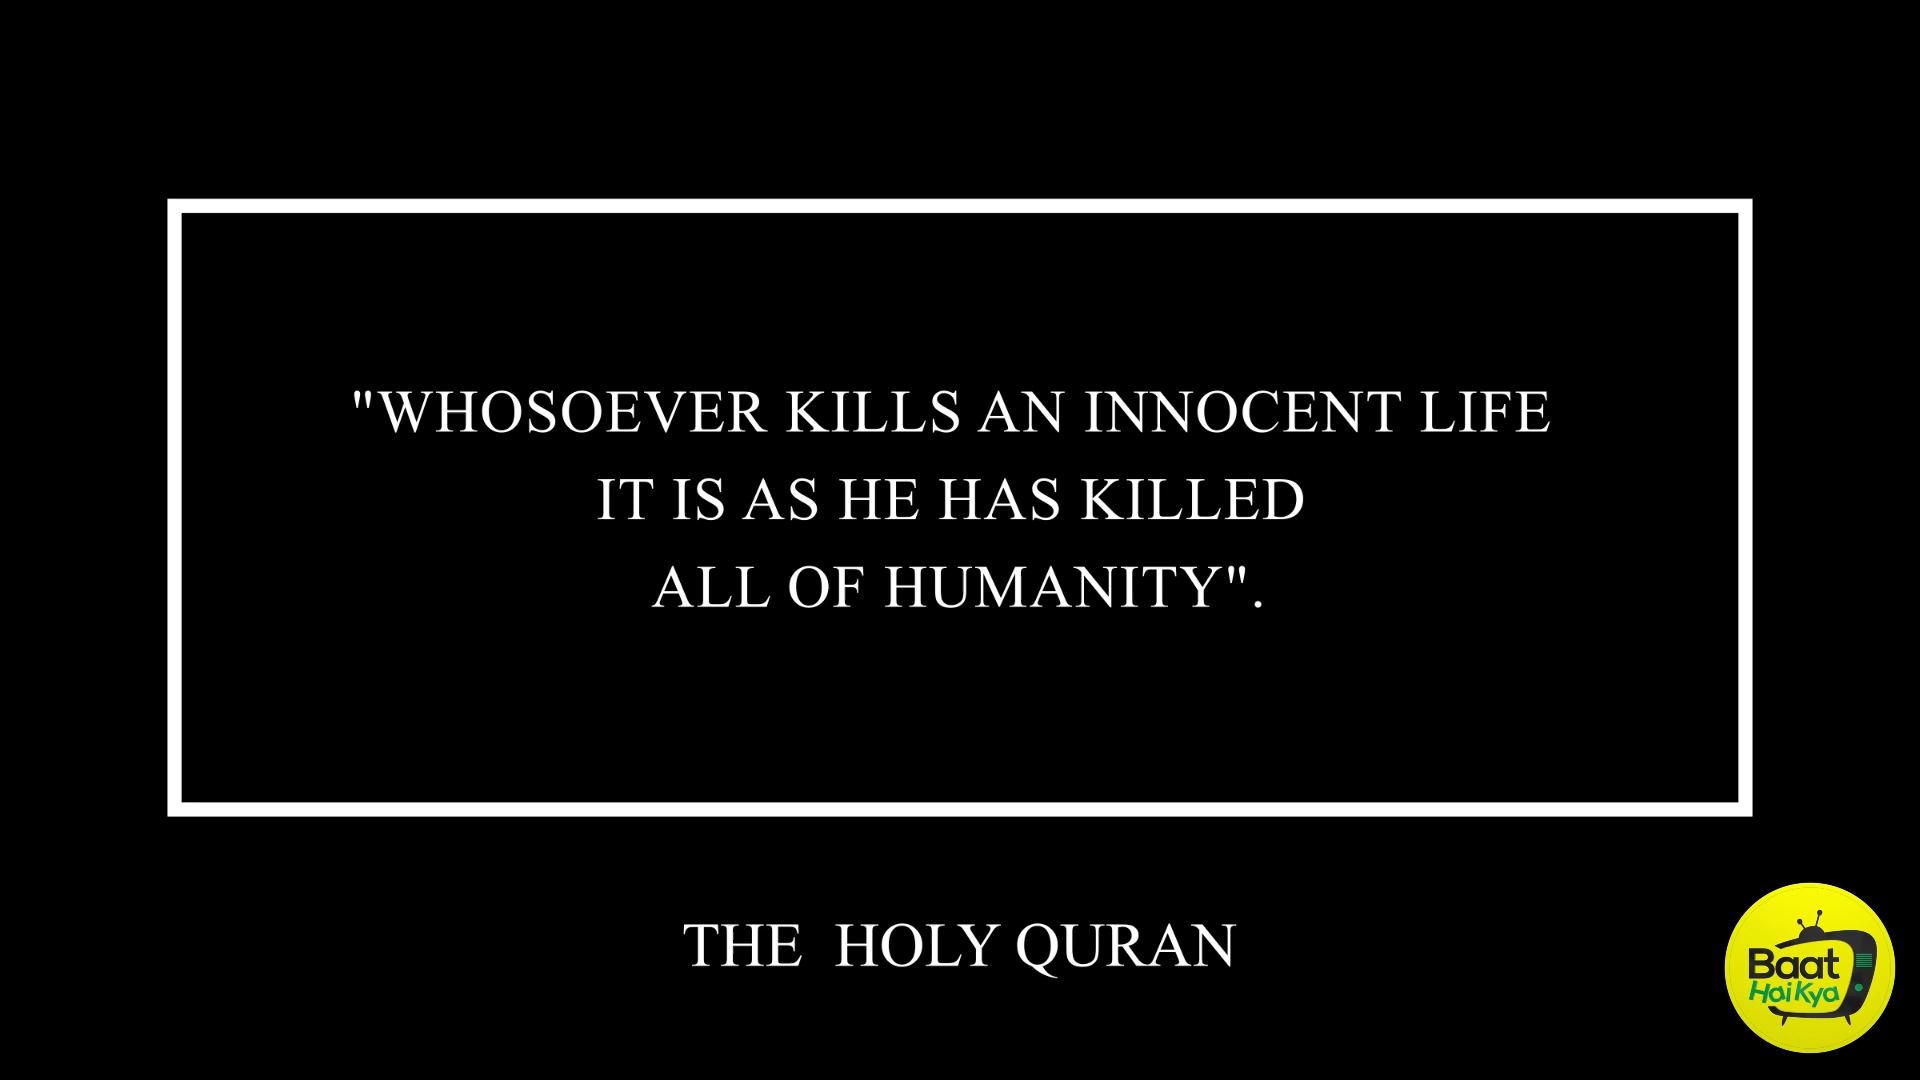 "WHOSOEVER KILLS AN INNOCENT LIFE
IT IS AS HE HAS KILLED
ALL OF HUMANITY".
THE HOLY QURAN
Baat
Hai Kya